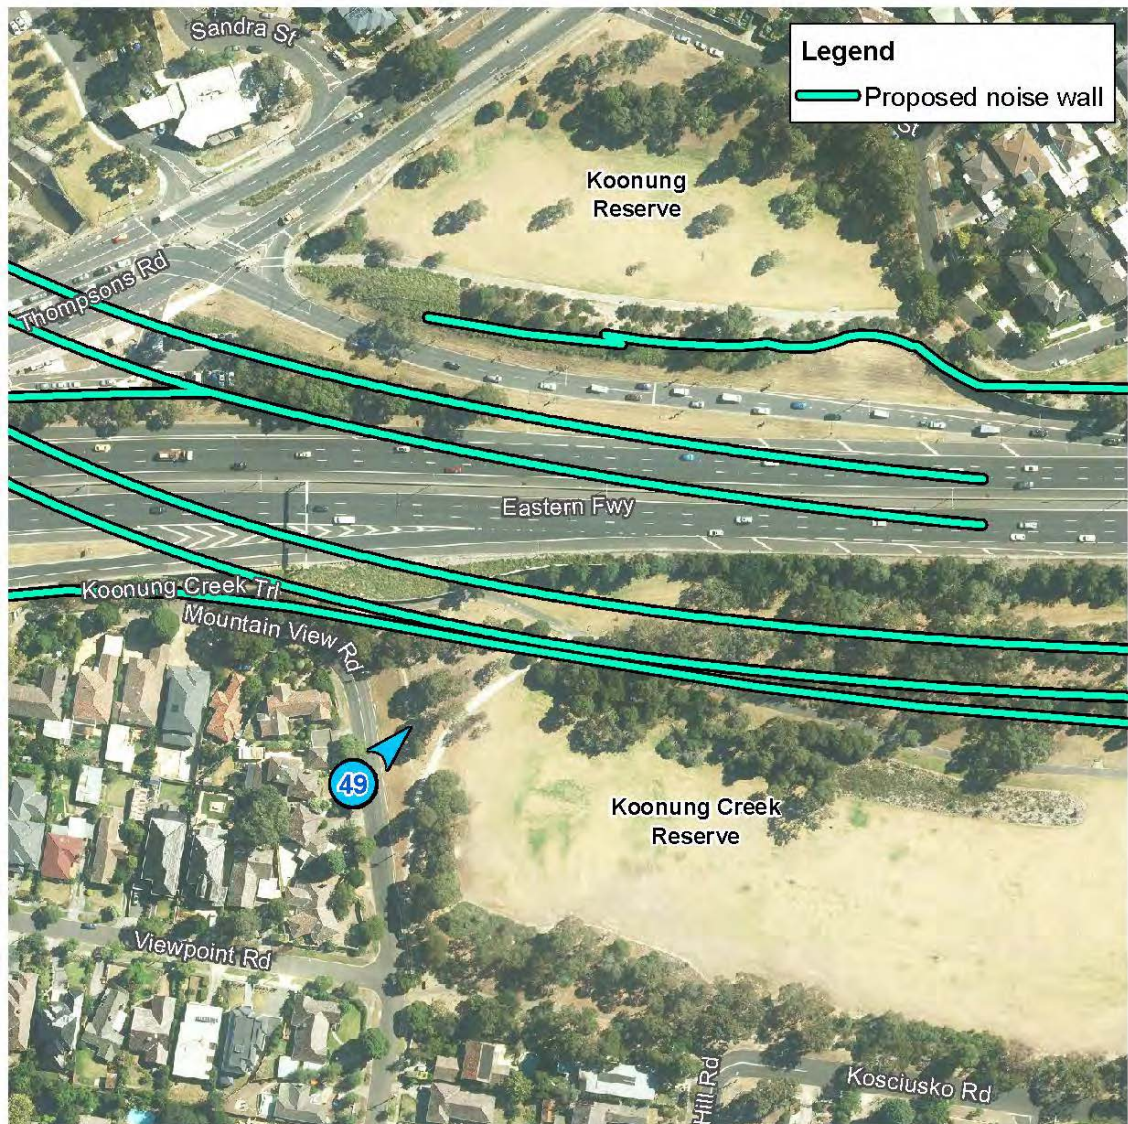 Sandra St
Legend
Proposed noise wall
St
Koonung
Reserve
Thompsons Rd
Eastern Fwy
Koonung Creek Trl
Mountain View Rd
49
Koonung Creek
Reserve
Viewpoint Rd
Hill Rd
Kosciusko Rd